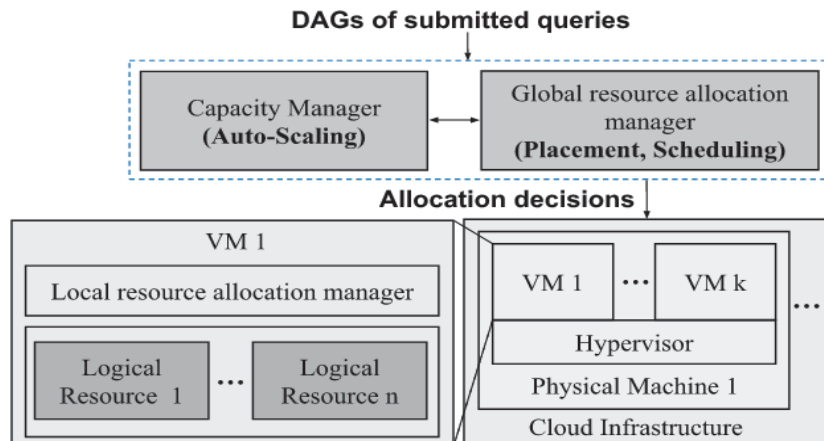 DAGs of submitted queries
Capacity Manager
(Auto-Scaling)
Global resource allocation
manager
(Placement, Scheduling)
Allocation decisions
VM 1
Local resource allocation manager
Logical
Resource 1
...
Logical
Resource n
VM 1
...
VM k
Hypervisor
Physical Machine 1
...
Cloud Infrastructure